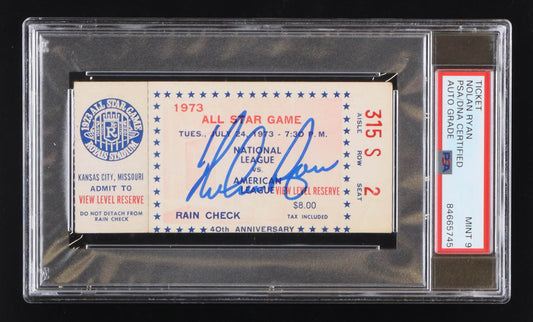 1973 ALL STAR GAME
R
ROYALS STADIUM
KANSAS CITY, MISSOURI
ADMIT TO
VIEW LEVEL RESERVE
DO NOT DETACH FROM
RAIN CHECK
1973
ALL STAR GAME
TUES., JULY 24, 1973 - 7:30 P.M.
NATIONAL
LEAGUE
vs.
AMERICAN
LEAGUE VIEW LEVEL RESERVE
$8.00
RAIN CHECK TAX INCLUDED
40th ANNIVERSARY
Nolan Ryan
315 S 2
AISLE ROW SEAT
TICKET
NOLAN RYAN
PSA/DNA CERTIFIED
AUTO GRADE
PSA
MINT 9
84665745